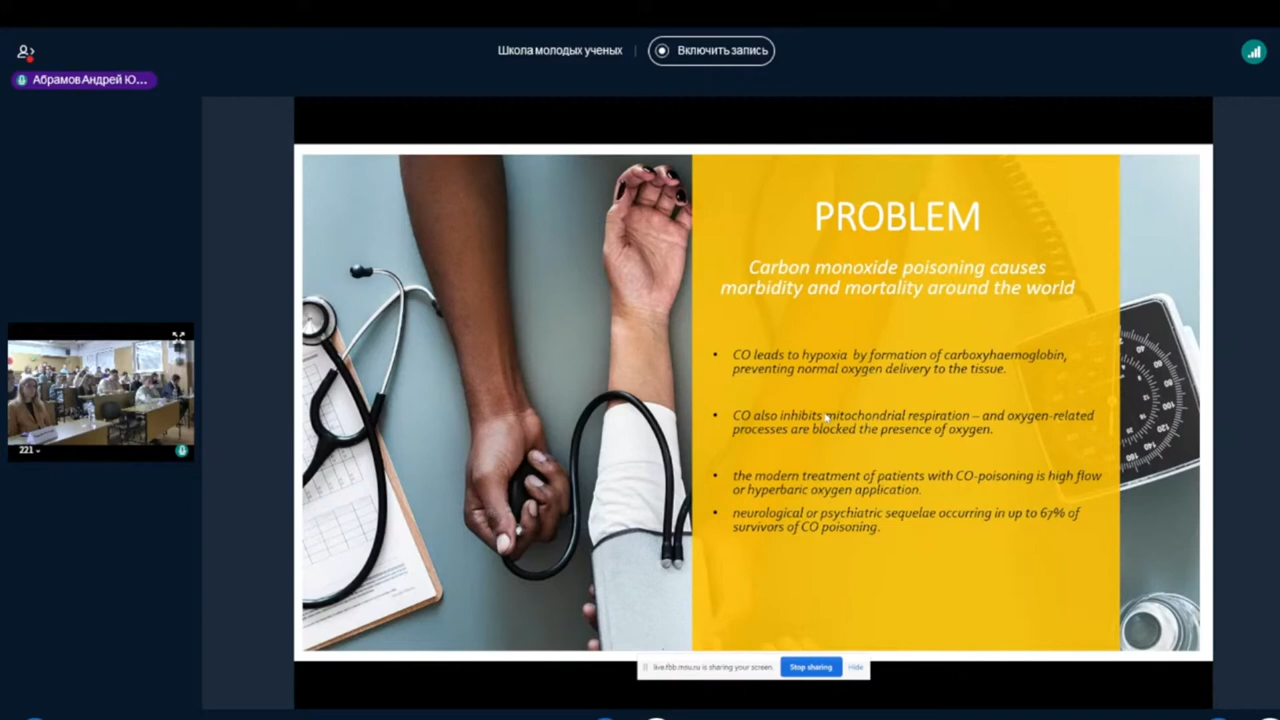 Школа молодых ученых
Включить запись
Абрамов Андрей Ю...
PROBLEM
Carbon monoxide poisoning causes
morbidity and mortality around the world
• CO leads to hypoxia by formation of carboxyhaemoglobin,
preventing normal oxygen delivery to the tissue.
• CO also inhibits mitochondrial respiration – and oxygen-related
processes are blocked the presence of oxygen.
• the modern treatment of patients with CO-poisoning is high flow
or hyperbaric oxygen application.
• neurological or psychiatric sequelae occurring in up to 67% of
survivors of CO poisoning.
221
live.fbb.msu.ru is sharing your screen.
Stop sharing
Hide